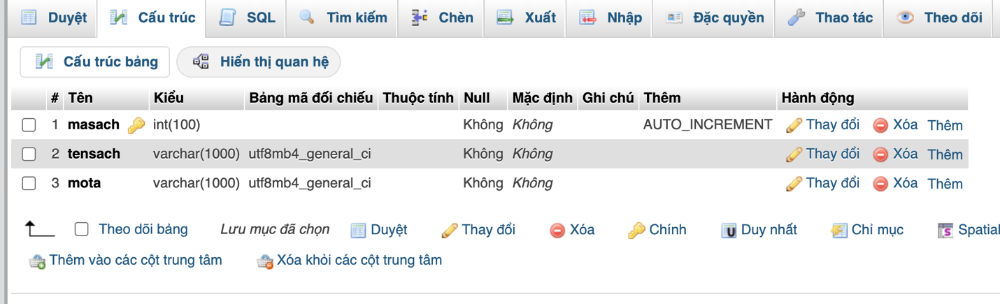 Duyệt Cấu trúc SQL Tìm kiếm Chèn Xuất Nhập Đặc quyền Thao tác Theo dõi
Cấu trúc bảng Hiển thị quan hệ
# Tên Kiểu Bảng mã đối chiếu Thuộc tính Null Mặc định Ghi chú Thêm Hành động
1 masach int(100) Không Không AUTO_INCREMENT Thay đổi Xóa Thêm
2 tensach varchar(1000) utf8mb4_general_ci Không Không Thay đổi Xóa Thêm
3 mota varchar(1000) utf8mb4_general_ci Không Không Thay đổi Xóa Thêm
Theo dõi bảng Lưu mục đã chọn Duyệt Thay đổi Xóa Chính Duy nhất Chỉ mục Spatial
Thêm vào các cột trung tâm Xóa khỏi các cột trung tâm